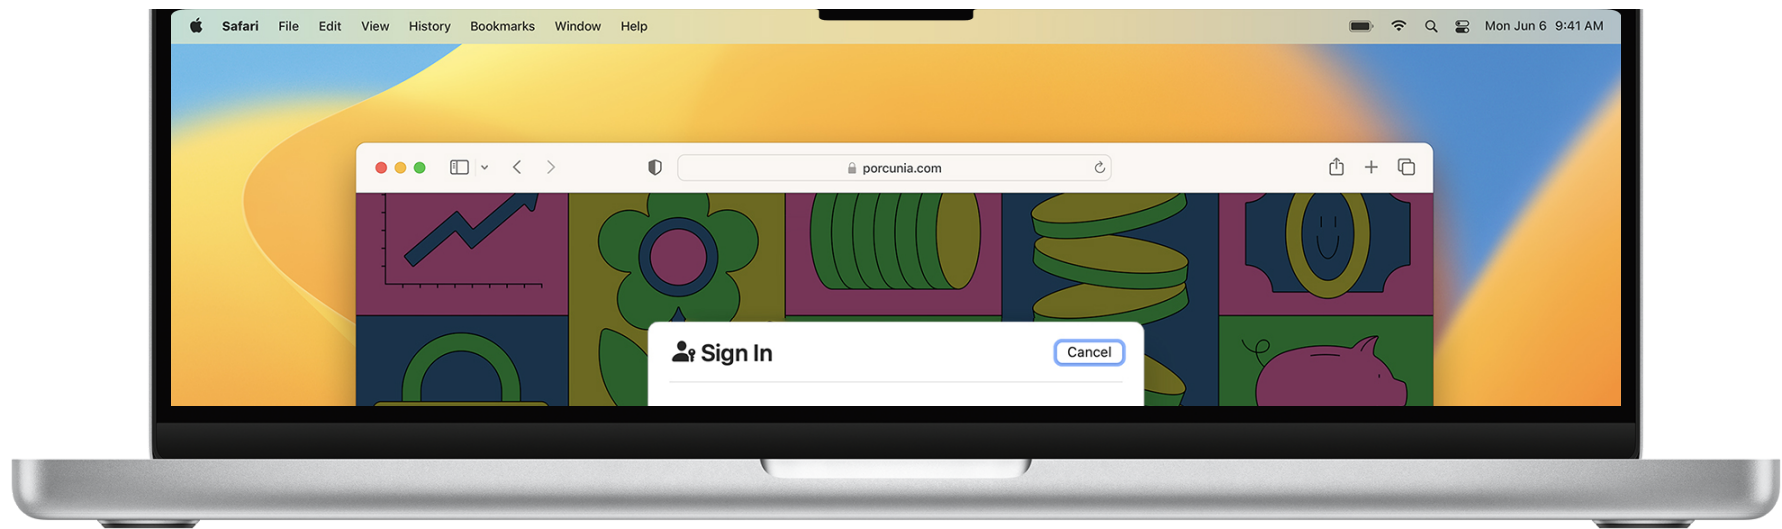 Safari File Edit View History Bookmarks Window Help Mon Jun 6 9:41 AM
porcunia.com
Sign In Cancel